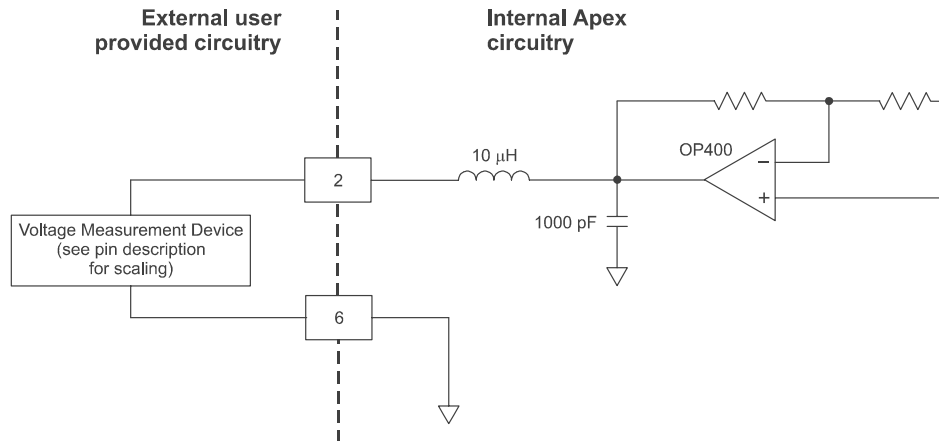 External user
provided circuitry
Internal Apex
circuitry
OP400
10 μH
2
1000 pF
Voltage Measurement Device
(see pin description
for scaling)
6